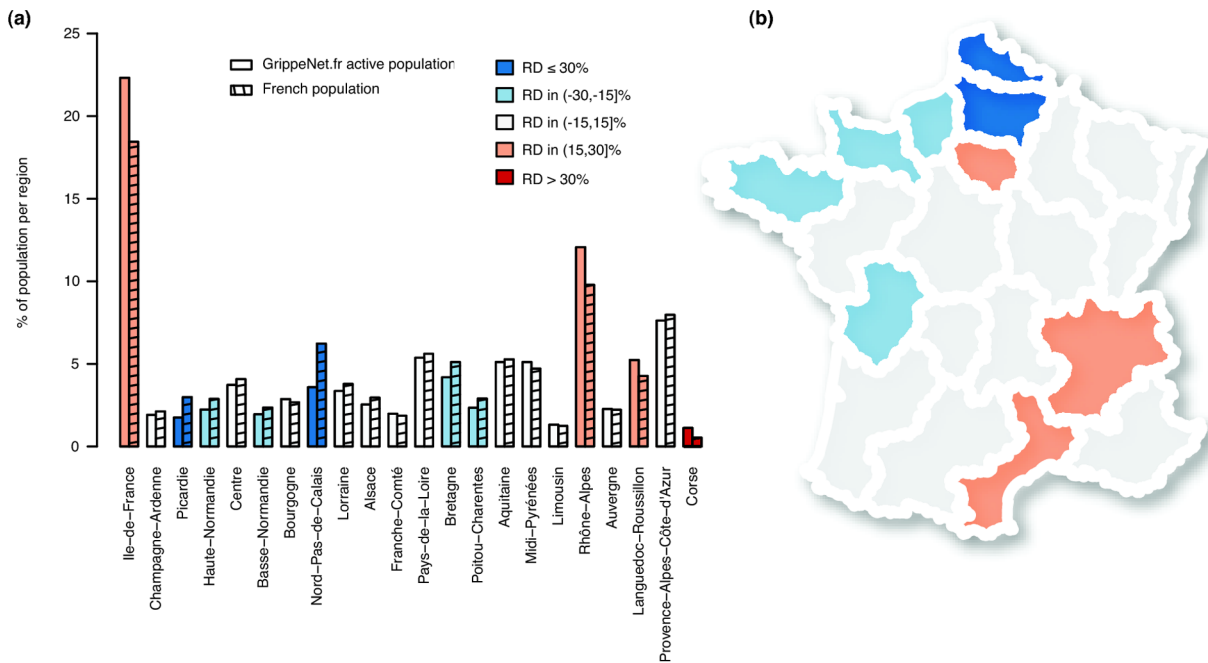 (a)
(b)
% of population per region
25
20
15
10
5
0
GrippeNet.fr active population
French population
RD ≤ 30%
RD in (-30,-15]%
RD in (-15,15]%
RD in (15,30]%
RD > 30%
Ile-de-France
Champagne-Ardenne
Picardie
Haute-Normandie
Centre
Basse-Normandie
Bourgogne
Nord-Pas-de-Calais
Lorraine
Alsace
Franche-Comté
Pays-de-la-Loire
Bretagne
Poitou-Charentes
Aquitaine
Midi-Pyrénées
Limousin
Rhône-Alpes
Auvergne
Languedoc-Roussillon
Provence-Alpes-Côte-d'Azur
Corse